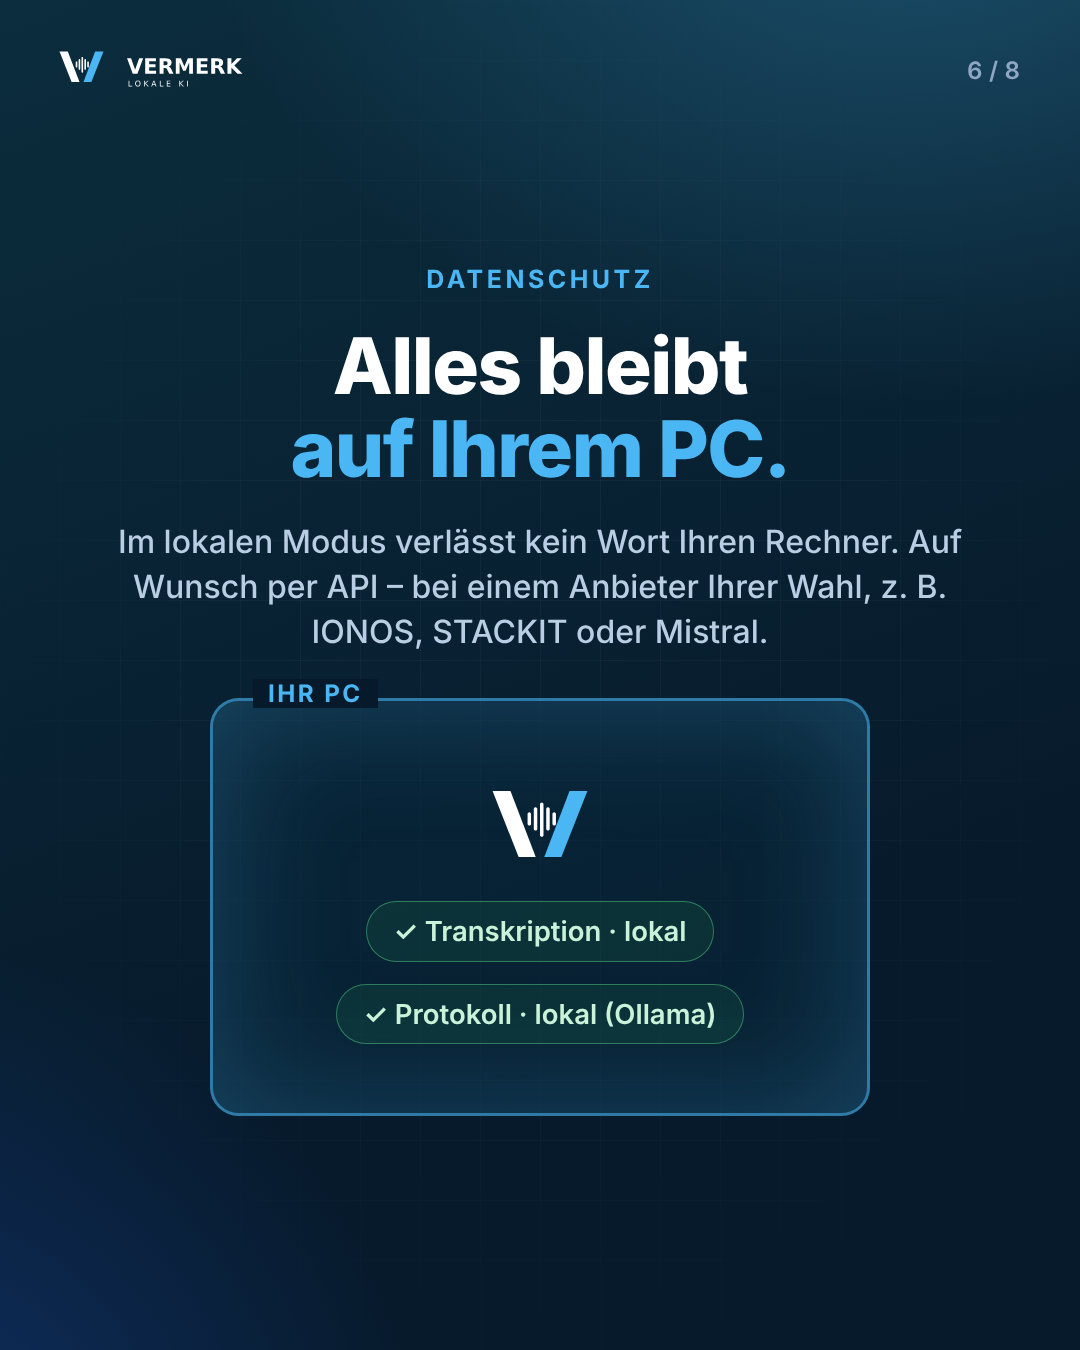 VERMERK
LOKALE KI
6 / 8
DATENSCHUTZ
Alles bleibt
auf Ihrem PC.
Im lokalen Modus verlässt kein Wort Ihren Rechner. Auf
Wunsch per API – bei einem Anbieter Ihrer Wahl, z. B.
IONOS, STACKIT oder Mistral.
IHR PC
✓ Transkription · lokal
✓ Protokoll · lokal (Ollama)